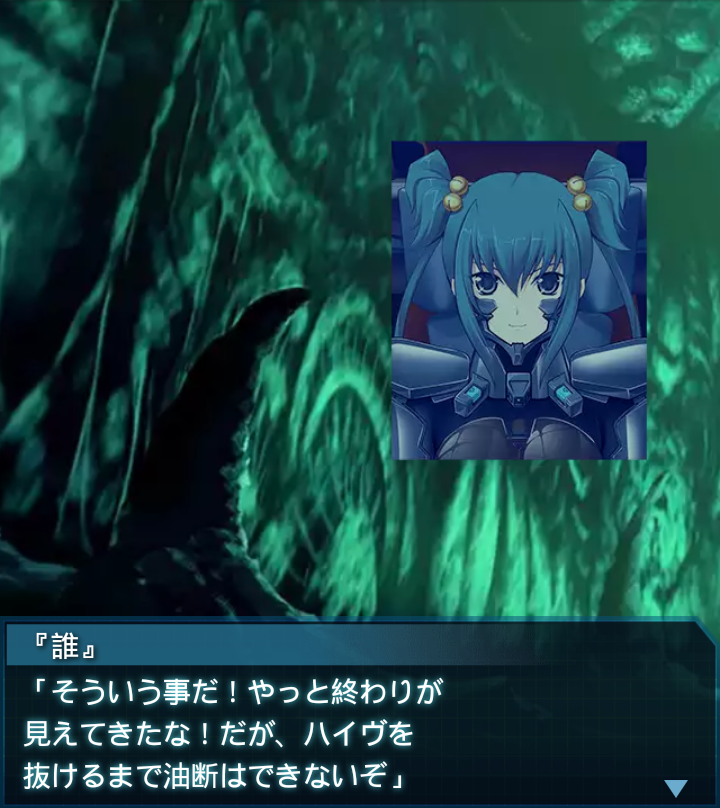 『誰』
「そういう事だ！やっと終わりが
見えてきたな！だが、ハイヴを
抜けるまで油断はできないぞ」